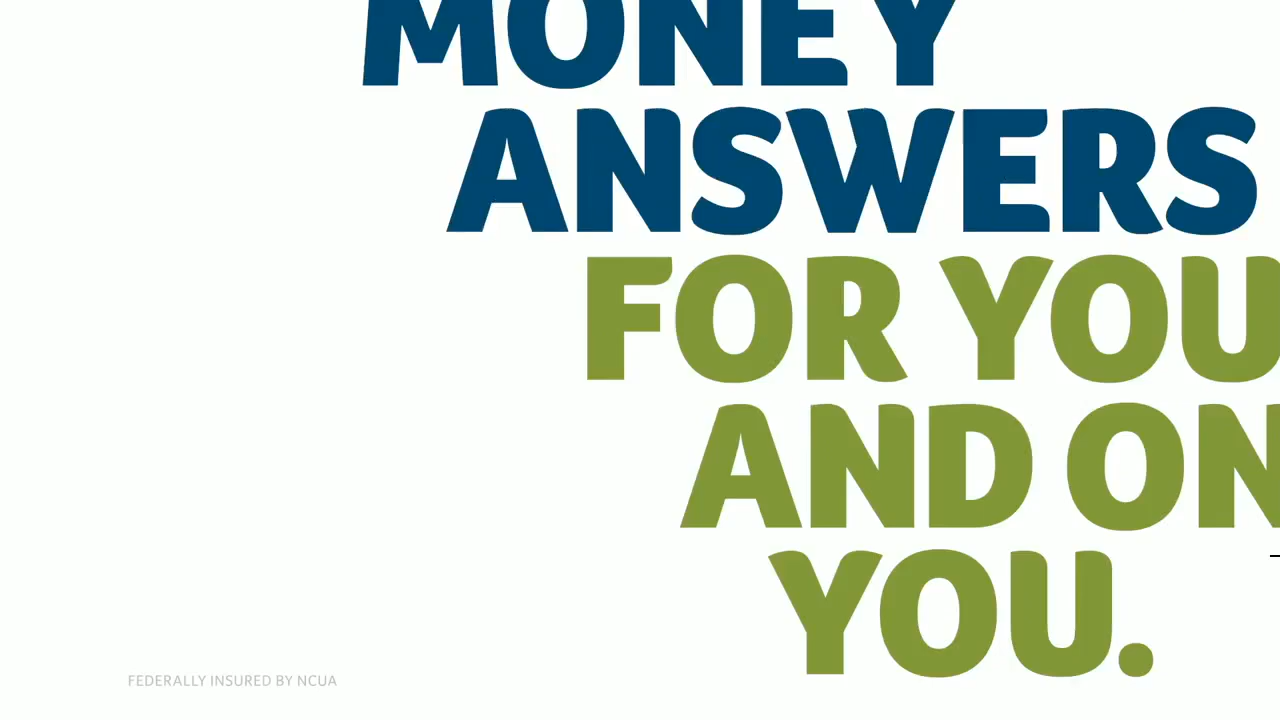 MONEY
ANSWERS
FOR YOU
AND ON
YOU.
FEDERALLY INSURED BY NCUA